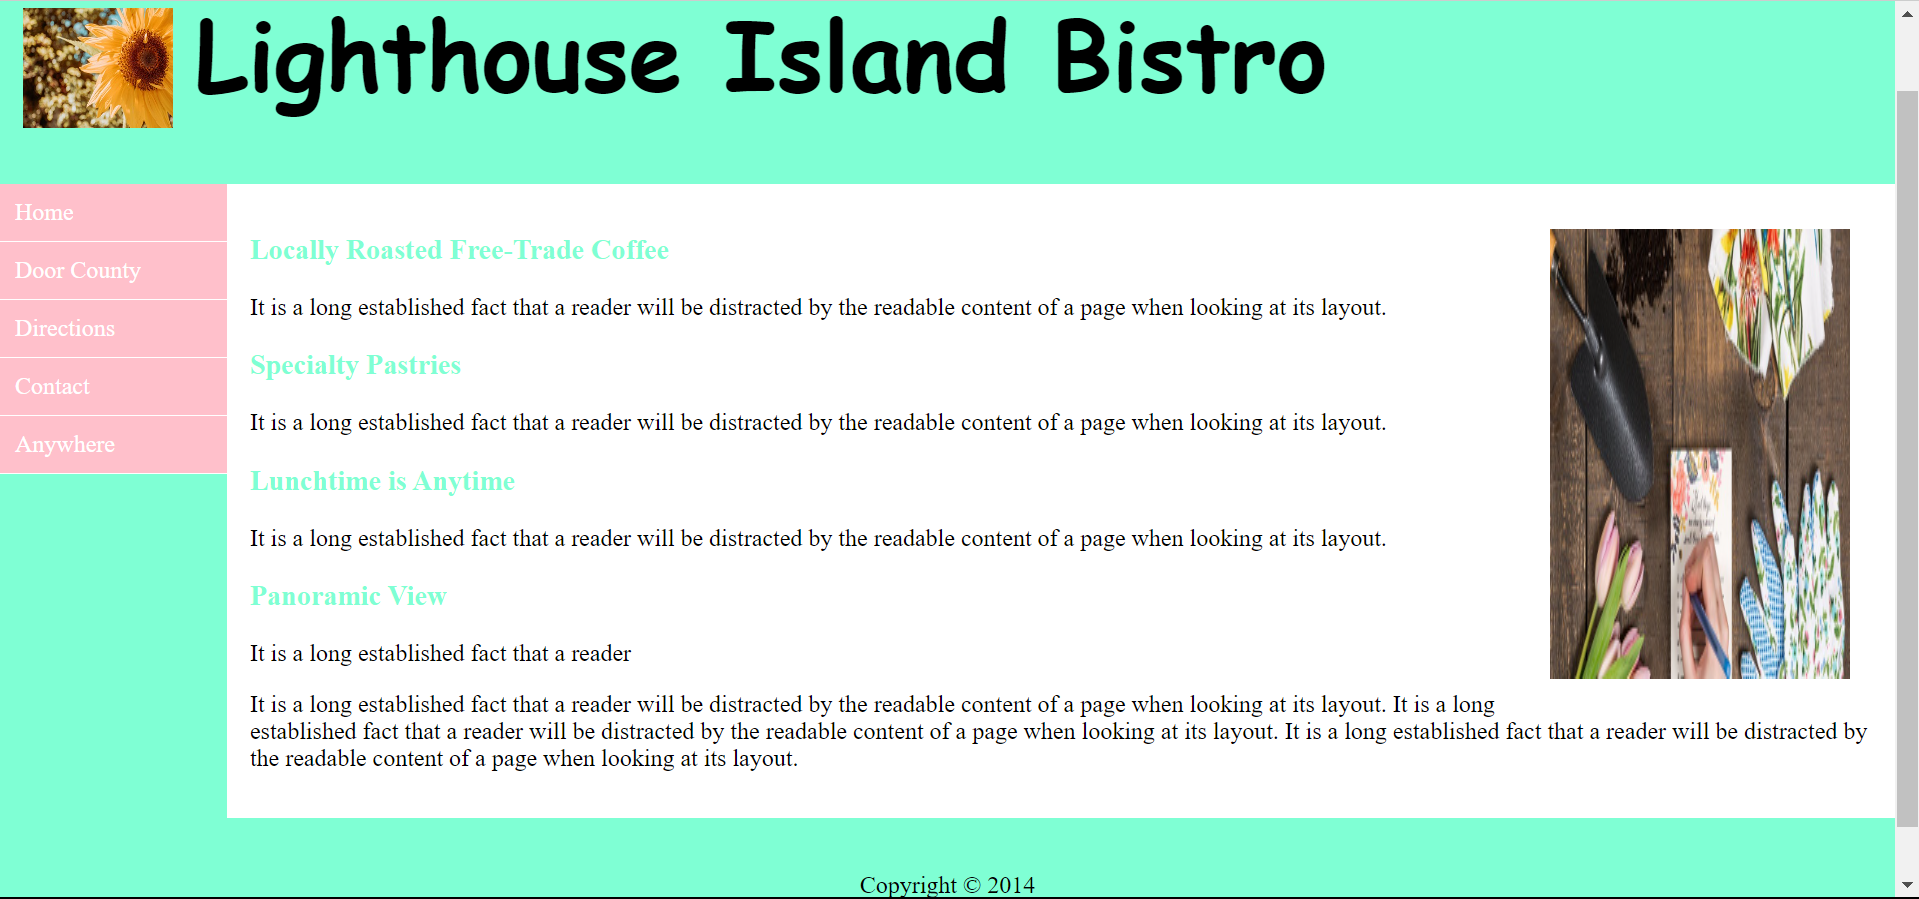 Lighthouse Island Bistro
Home
Door County
Directions
Contact
Anywhere
Locally Roasted Free-Trade Coffee
It is a long established fact that a reader will be distracted by the readable content of a page when looking at its layout.
Specialty Pastries
It is a long established fact that a reader will be distracted by the readable content of a page when looking at its layout.
Lunchtime is Anytime
It is a long established fact that a reader will be distracted by the readable content of a page when looking at its layout.
Panoramic View
It is a long established fact that a reader
It is a long established fact that a reader will be distracted by the readable content of a page when looking at its layout. It is a long
established fact that a reader will be distracted by the readable content of a page when looking at its layout. It is a long established fact that a reader will be distracted by
the readable content of a page when looking at its layout.
Copyright © 2014